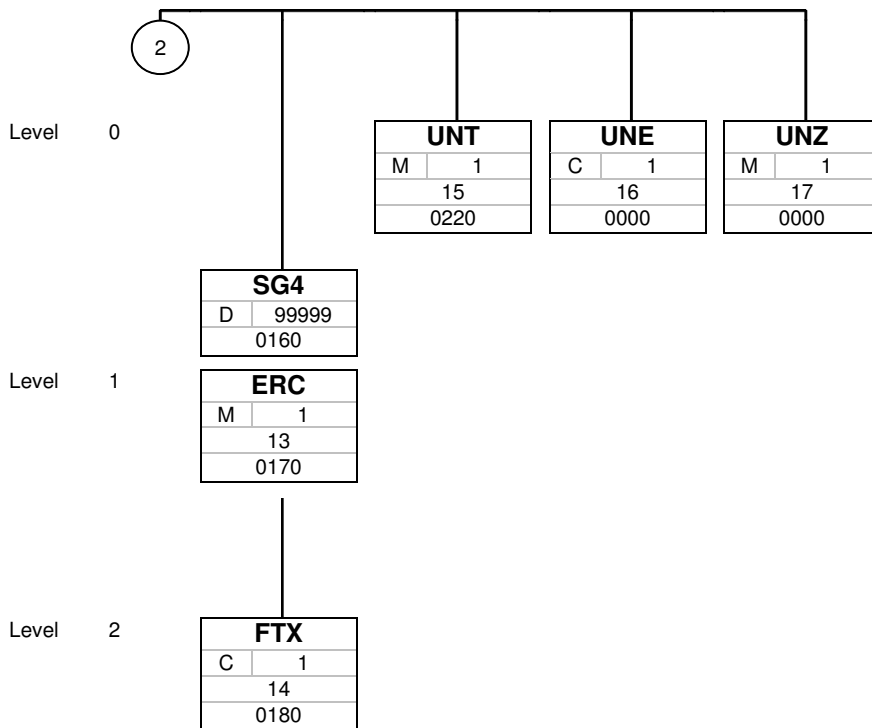 2
Level 0
UNT UNE UNZ
M 1 C 1 M 1
15 16 17
0220 0000 0000
SG4
D 99999
0160
Level 1
ERC
M 1
13
0170
Level 2
FTX
C 1
14
0180